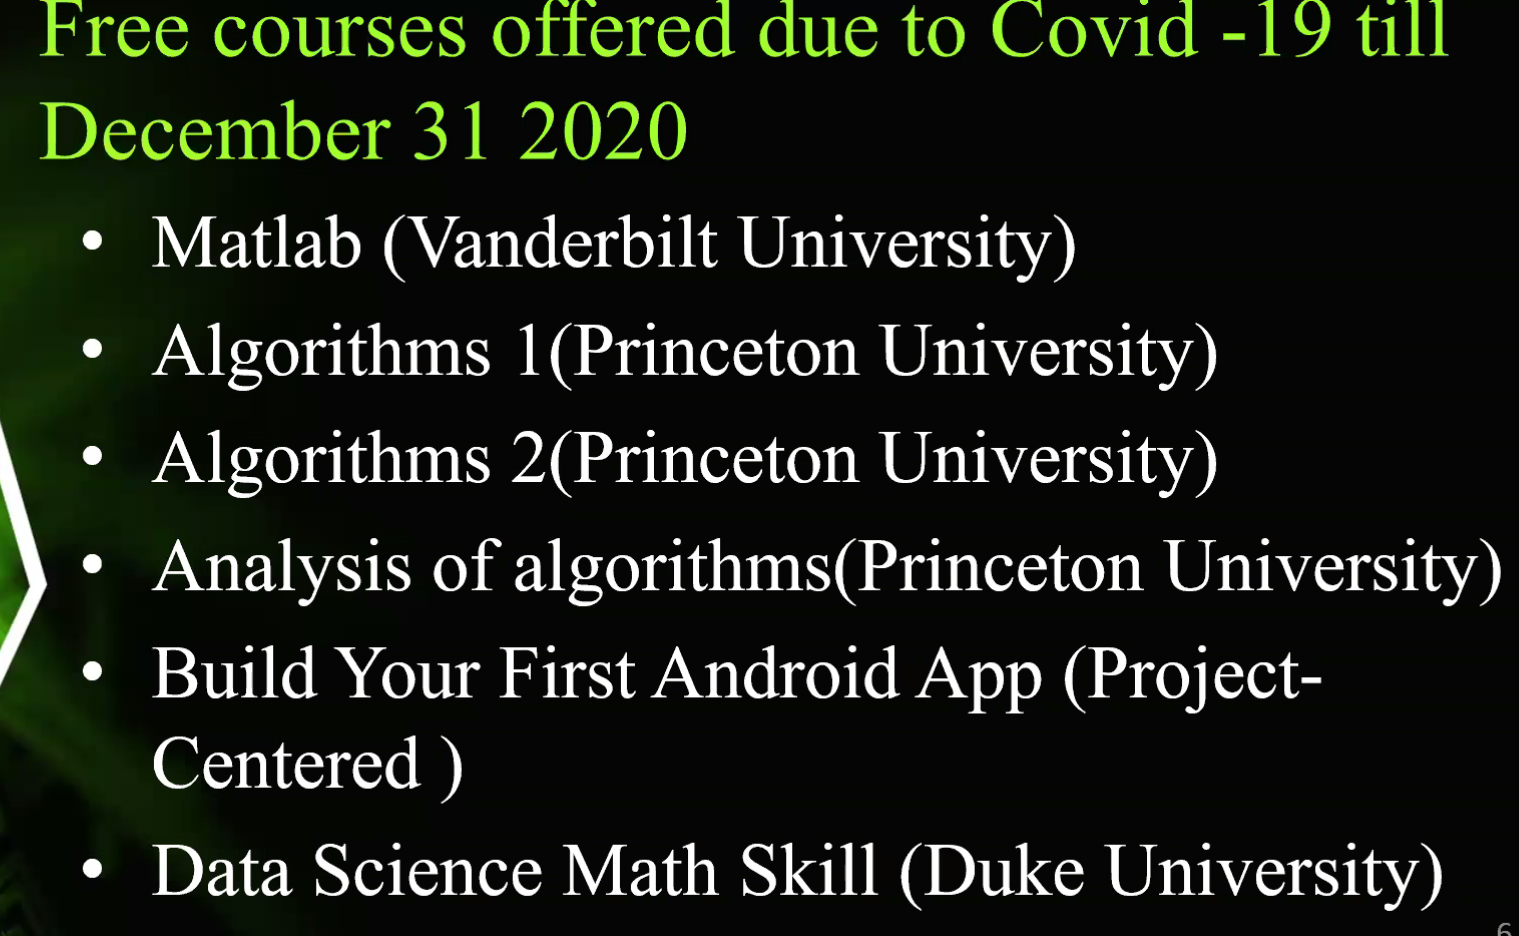 Free courses offered due to Covid -19 till
December 31 2020
• Matlab (Vanderbilt University)
• Algorithms 1(Princeton University)
• Algorithms 2(Princeton University)
• Analysis of algorithms(Princeton University)
• Build Your First Android App (Project-
Centered )
• Data Science Math Skill (Duke University)
6